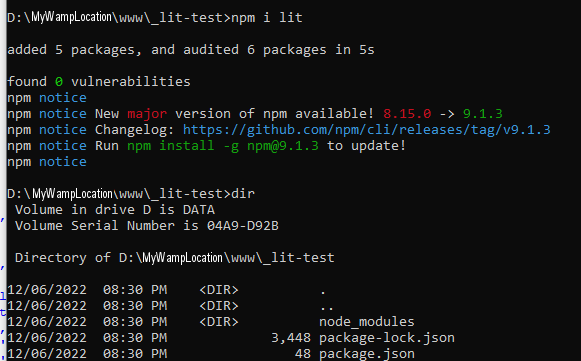 D:\MyWampLocation\www\_lit-test>npm i lit
added 5 packages, and audited 6 packages in 5s
found 0 vulnerabilities
npm notice
npm notice New major version of npm available! 8.15.0 -> 9.1.3
npm notice Changelog: https://github.com/npm/cli/releases/tag/v9.1.3
npm notice Run npm install -g npm@9.1.3 to update!
npm notice
D:\MyWampLocation\www\_lit-test>dir
Volume in drive D is DATA
Volume Serial Number is 04A9-D92B
Directory of D:\MyWampLocation\www\_lit-test
12/06/2022  08:30 PM    <DIR>          .
12/06/2022  08:30 PM    <DIR>          ..
12/06/2022  08:30 PM    <DIR>          node_modules
12/06/2022  08:30 PM             3,448 package-lock.json
12/06/2022  08:30 PM                48 package.json